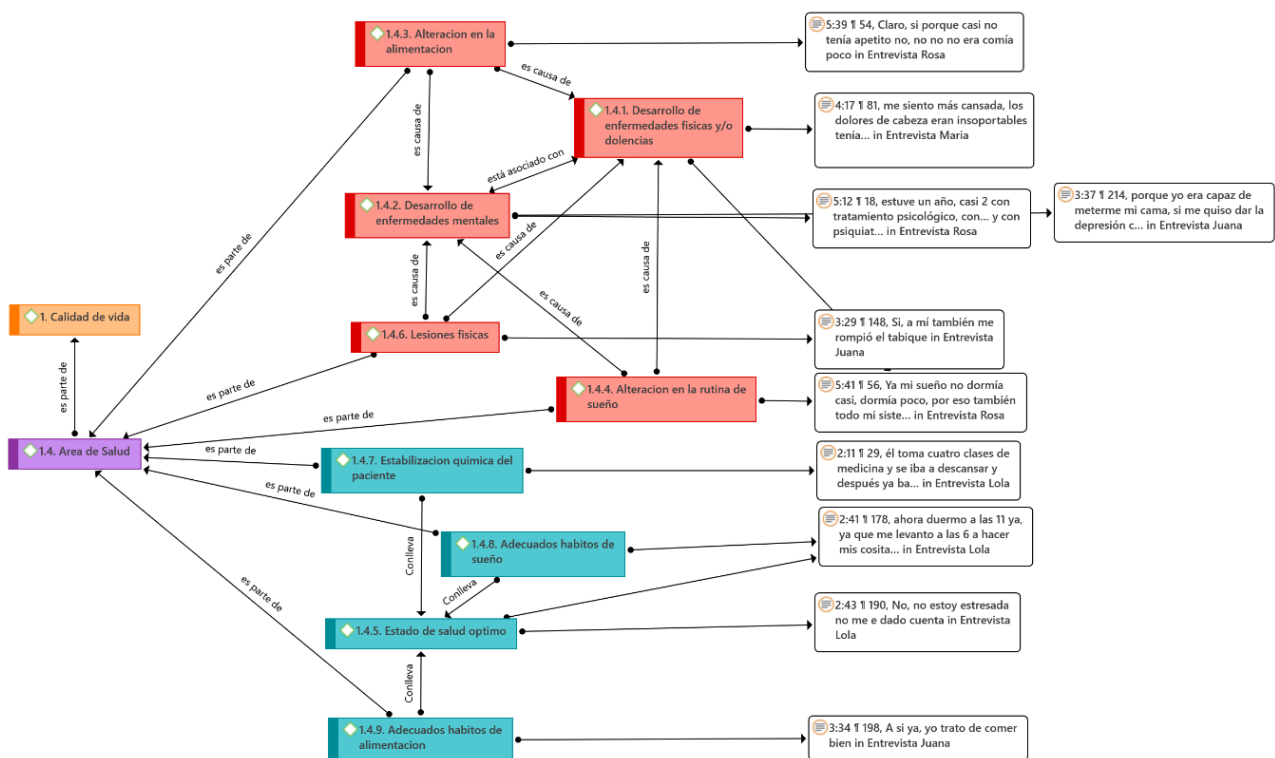 1.4.3. Alteracion en la
alimentacion
5:39 ¶ 54, Claro, si porque casi no
tenía apetito no, no no no era comía
poco in Entrevista Rosa
es causa de
1.4.1. Desarrollo de
enfermedades fisicas y/o
dolencias
4:17 ¶ 81, me siento más cansada, los
dolores de cabeza eran insoportables
tenía... in Entrevista Maria
es causa de
está asociado con
1.4.2. Desarrollo de
enfermedades mentales
5:12 ¶ 18, estuve un año, casi 2 con
tratamiento psicológico, con... y con
psiquiat... in Entrevista Rosa
3:37 ¶ 214, porque yo era capaz de
meterme mi cama, si me quiso dar la
depresión c... in Entrevista Juana
es parte de
es causa de
es causa de
es causa de
es causa de
1. Calidad de vida
1.4.6. Lesiones fisicas
3:29 ¶ 148, Si, a mí también me
rompió el tabique in Entrevista
Juana
es parte de
es parte de
1.4.4. Alteracion en la rutina de
sueño
5:41 ¶ 56, Ya mi sueño no dormía
casi, dormía poco, por eso también
todo mi siste... in Entrevista Rosa
es parte de
1.4. Area de Salud
es parte de
1.4.7. Estabilizacion quimica del
paciente
2:11 ¶ 29, él toma cuatro clases de
medicina y se iba a descansar y
después ya ba... in Entrevista Lola
es parte de
1.4.8. Adecuados habitos de
sueño
2:41 ¶ 178, ahora duermo a las 11 ya,
ya que me levanto a las 6 a hacer
mis cosita... in Entrevista Lola
Conlleva
Conlleva
es parte de
1.4.5. Estado de salud optimo
2:43 ¶ 190, No, no estoy estresada
no me e dado cuenta in Entrevista
Lola
Conlleva
1.4.9. Adecuados habitos de
alimentacion
3:34 ¶ 198, A si ya, yo trato de comer
bien in Entrevista Juana